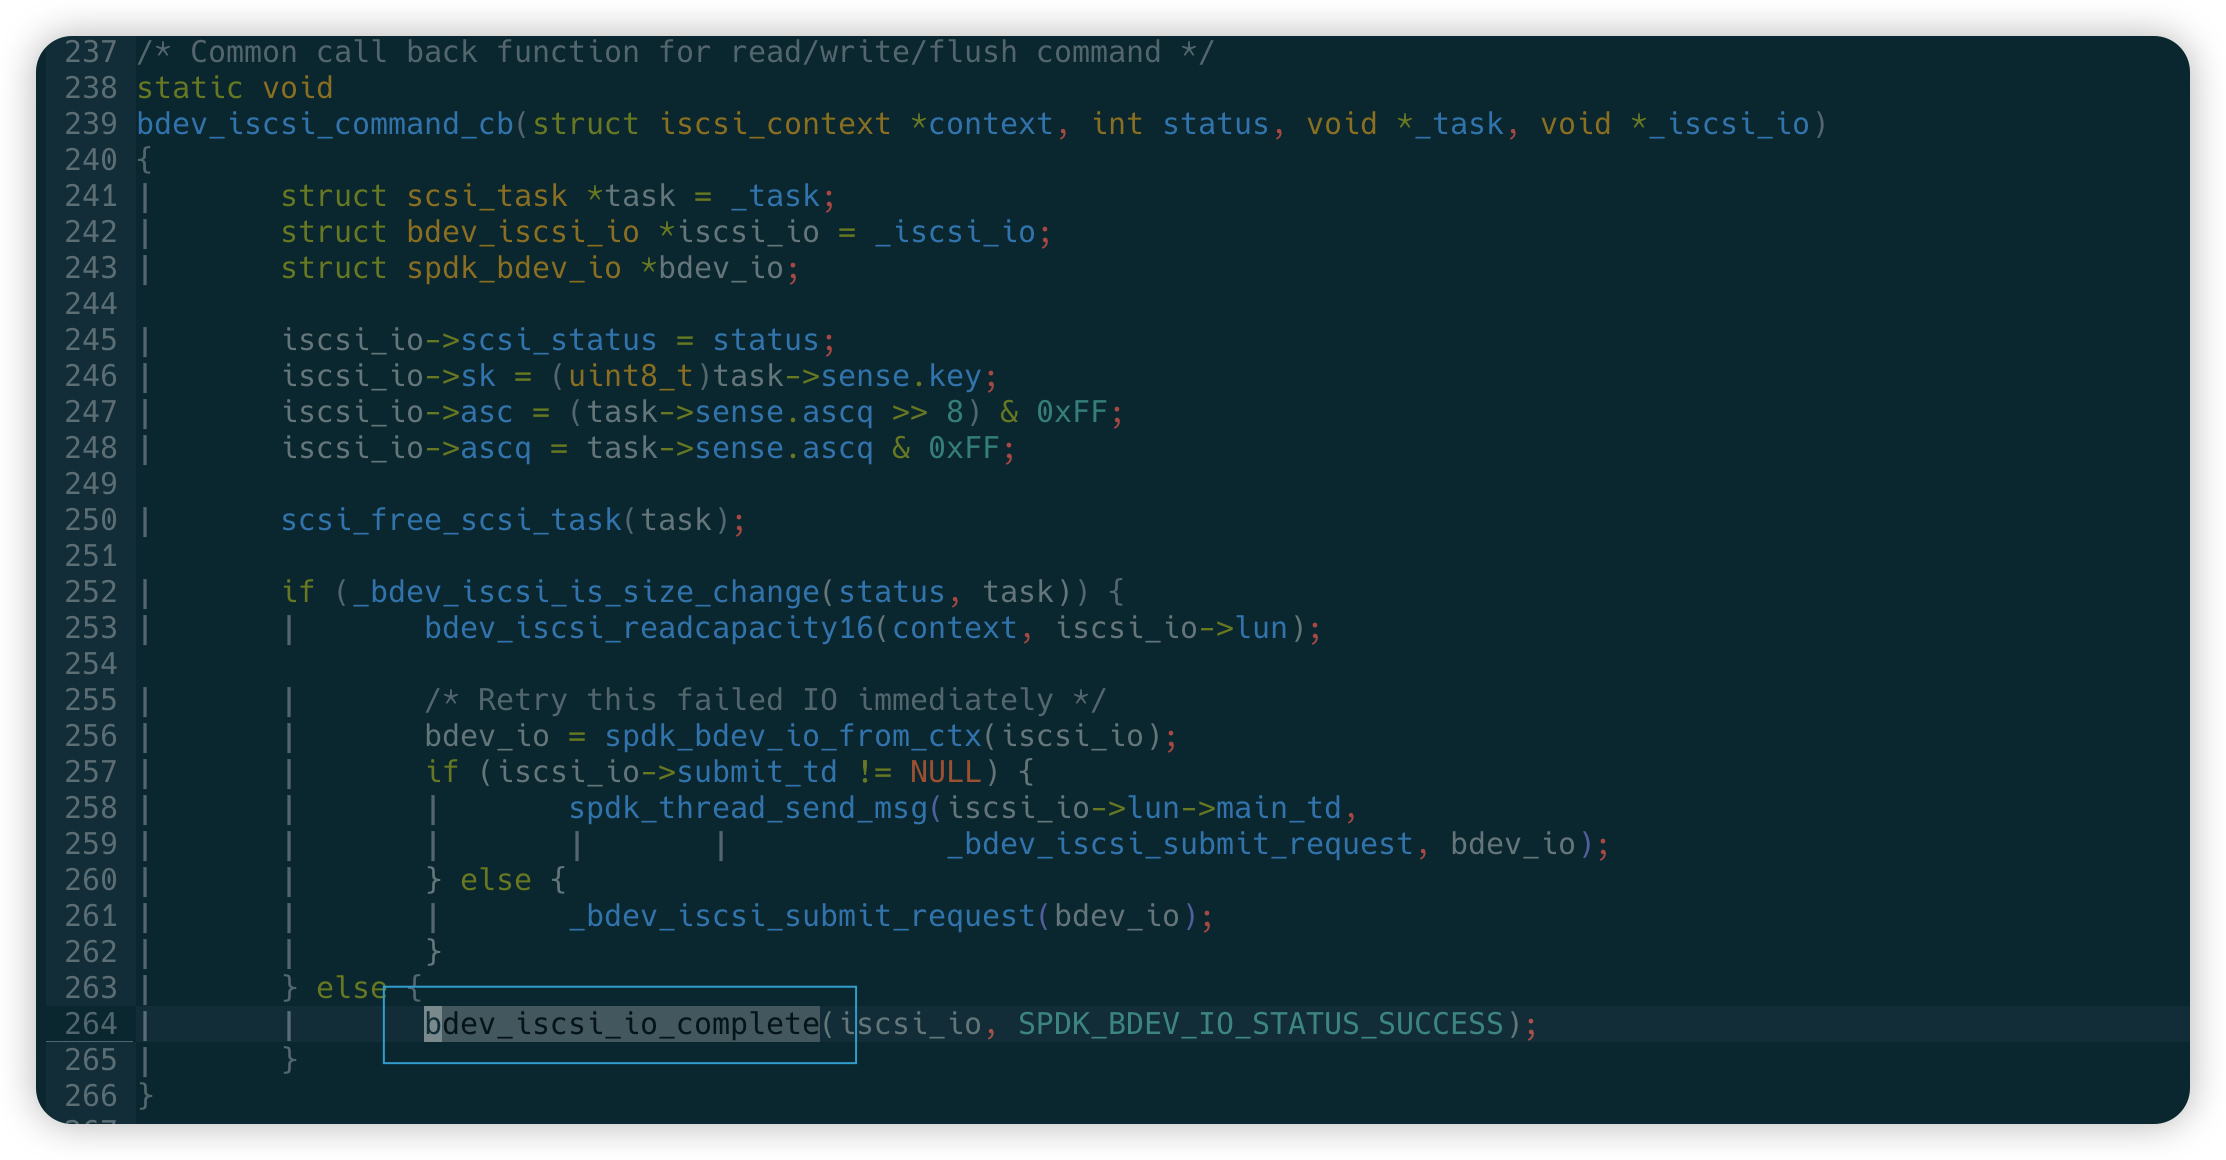 237 /* Common call back function for read/write/flush command */
238 static void
239 bdev_iscsi_command_cb(struct iscsi_context *context, int status, void *_task, void *_iscsi_io)
240 {
241 |       struct scsi_task *task = _task;
242 |       struct bdev_iscsi_io *iscsi_io = _iscsi_io;
243 |       struct spdk_bdev_io *bdev_io;
244
245 |       iscsi_io->scsi_status = status;
246 |       iscsi_io->sk = (uint8_t)task->sense.key;
247 |       iscsi_io->asc = (task->sense.ascq >> 8) & 0xFF;
248 |       iscsi_io->ascq = task->sense.ascq & 0xFF;
249
250 |       scsi_free_scsi_task(task);
251
252 |       if (_bdev_iscsi_is_size_change(status, task)) {
253 |       |       bdev_iscsi_readcapacity16(context, iscsi_io->lun);
254
255 |       |       /* Retry this failed IO immediately */
256 |       |       bdev_io = spdk_bdev_io_from_ctx(iscsi_io);
257 |       |       if (iscsi_io->submit_td != NULL) {
258 |       |       |       spdk_thread_send_msg(iscsi_io->lun->main_td,
259 |       |       |       |       |            _bdev_iscsi_submit_request, bdev_io);
260 |       |       } else {
261 |       |       |       _bdev_iscsi_submit_request(bdev_io);
262 |       |       }
263 |       } else {
264 |       |       bdev_iscsi_io_complete(iscsi_io, SPDK_BDEV_IO_STATUS_SUCCESS);
265 |       }
266 }
267